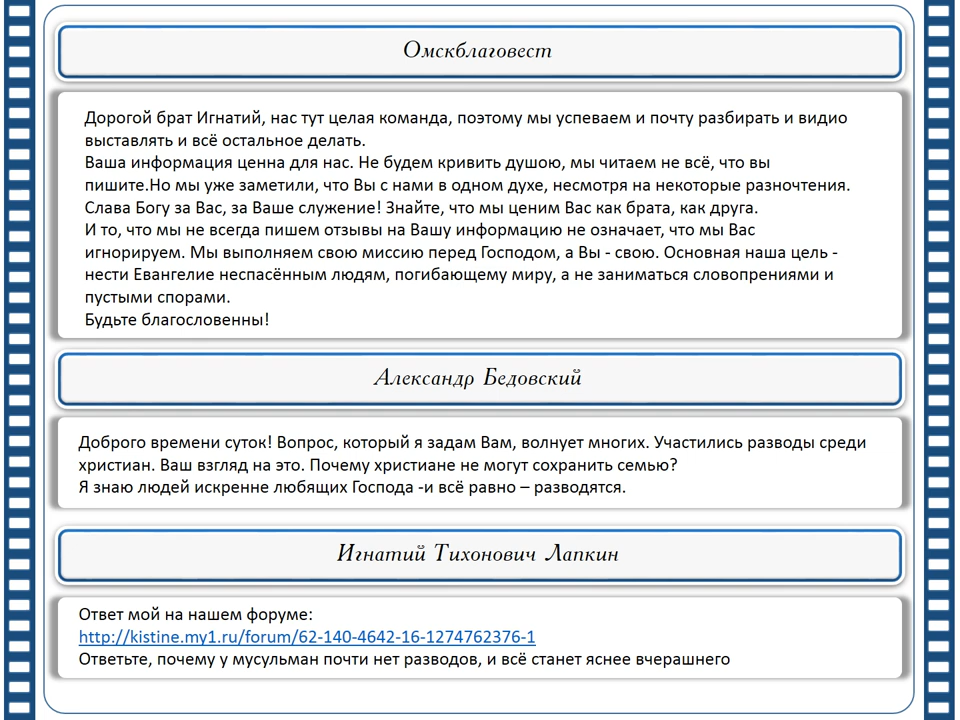 Омскблаговест
Дорогой брат Игнатий, нас тут целая команда, поэтому мы успеваем и почту разбирать и видио
выставлять и всё остальное делать.
Ваша информация ценна для нас. Не будем кривить душою, мы читаем не всё, что вы
пишите.Но мы уже заметили, что Вы с нами в одном духе, несмотря на некоторые разночтения.
Слава Богу за Вас, за Ваше служение! Знайте, что мы ценим Вас как брата, как друга.
И то, что мы не всегда пишем отзывы на Вашу информацию не означает, что мы Вас
игнорируем. Мы выполняем свою миссию перед Господом, а Вы - свою. Основная наша цель -
нести Евангелие неспасённым людям, погибающему миру, а не заниматься словопрениями и
пустыми спорами.
Будьте благословенны!
Александр Бедовский
Доброго времени суток! Вопрос, который я задам Вам, волнует многих. Участились разводы среди
христиан. Ваш взгляд на это. Почему христиане не могут сохранить семью?
Я знаю людей искренне любящих Господа -и всё равно – разводятся.
Игнатий Тихонович Лапкин
Ответ мой на нашем форуме:
http://kistine.my1.ru/forum/62-140-4642-16-1274762376-1
Ответьте, почему у мусульман почти нет разводов, и всё станет яснее вчерашнего